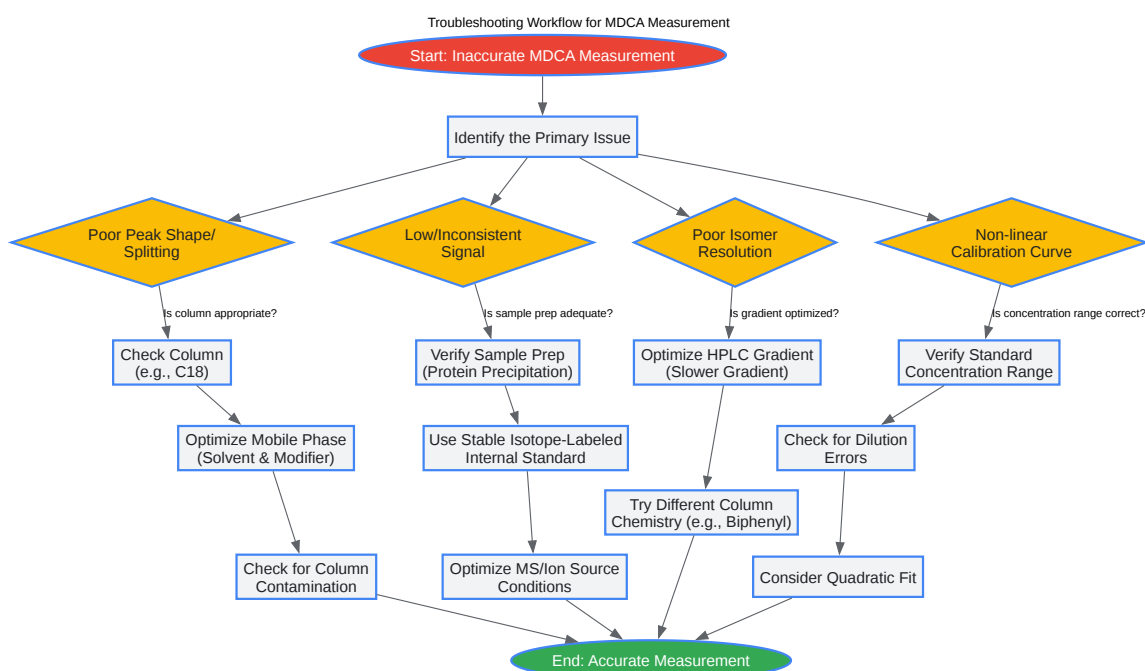 Troubleshooting Workflow for MDCA Measurement
Start: Inaccurate MDCA Measurement
Identify the Primary Issue
Poor Peak Shape/
Splitting
Low/Inconsistent
Signal
Poor Isomer
Resolution
Non-linear
Calibration Curve
Is column appropriate?
Is sample prep adequate?
Is gradient optimized?
Is concentration range correct?
Check Column
(e.g., C18)
Verify Sample Prep
(Protein Precipitation)
Optimize HPLC Gradient
(Slower Gradient)
Verify Standard
Concentration Range
Optimize Mobile Phase
(Solvent & Modifier)
Use Stable Isotope-Labeled
Internal Standard
Check for Dilution
Errors
Try Different Column
Chemistry (e.g., Biphenyl)
Check for Column
Contamination
Optimize MS/Ion Source
Conditions
Consider Quadratic Fit
End: Accurate Measurement